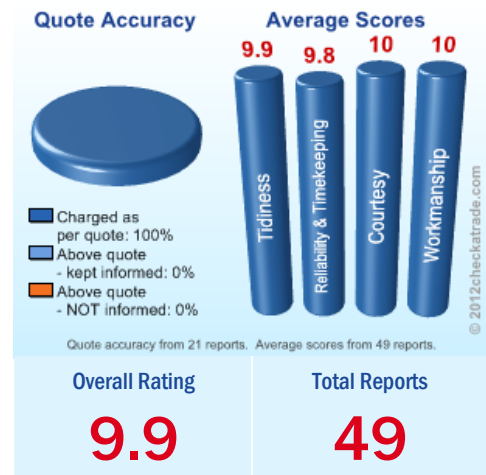 Quote Accuracy
Charged as
per quote: 100%
Above quote
- kept informed: 0%
Above quote
- NOT informed: 0%
Average Scores
9.9
9.8
10
10
Tidiness
Reliability & Timekeeping
Courtesy
Workmanship
© 2012checkatrade.com
Quote accuracy from 21 reports. Average scores from 49 reports.
Overall Rating
9.9
Total Reports
49